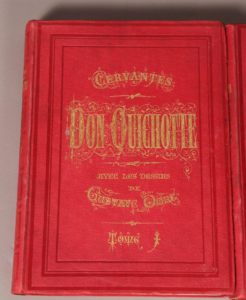 CERVANTES
DON QUICHOTTE
AVEC LES DESSINS
DE
GUSTAVE DORÉ
TOME I